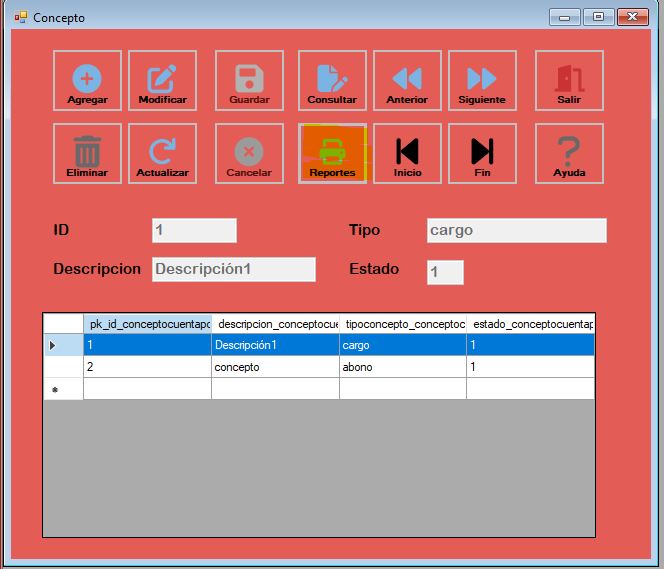 Concepto
Agregar Modificar Guardar Consultar Anterior Siguiente Salir
Eliminar Actualizar Cancelar Reportes Inicio Fin Ayuda
ID 1 Tipo cargo
Descripcion Descripción1 Estado 1
pk_id_conceptocuentapo descripcion_conceptocue tipoconcepto_conceptoc estado_conceptocuentap
1 Descripción1 cargo 1
2 concepto abono 1